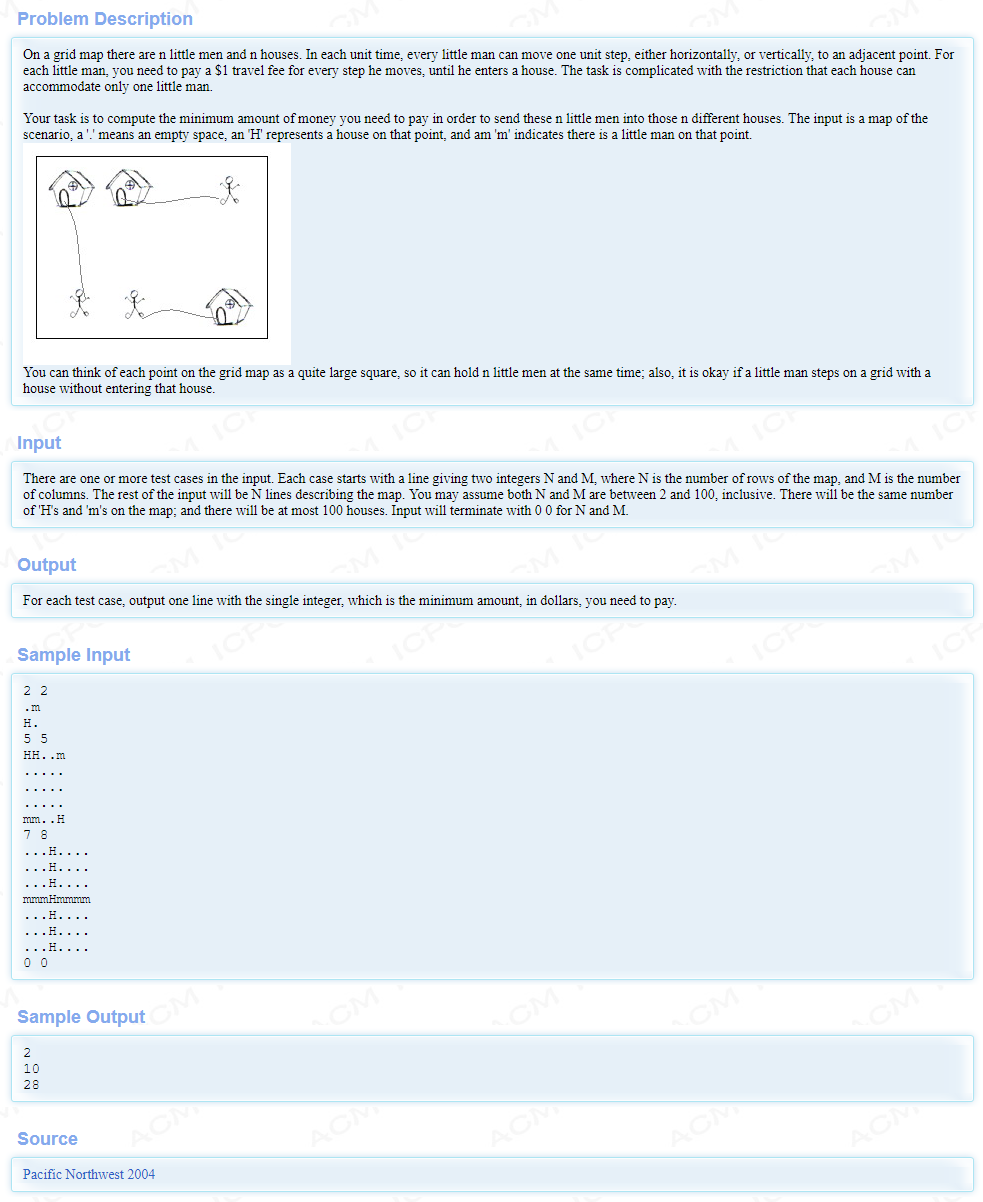 Problem Description
On a grid map there are n little men and n houses. In each unit time, every little man can move one unit step, either horizontally, or vertically, to an adjacent point. For
each little man, you need to pay a $1 travel fee for every step he moves, until he enters a house. The task is complicated with the restriction that each house can
accommodate only one little man.
Your task is to compute the minimum amount of money you need to pay in order to send these n little men into those n different houses. The input is a map of the
scenario, a '.' means an empty space, an 'H' represents a house on that point, and am 'm' indicates there is a little man on that point.
You can think of each point on the grid map as a quite large square, so it can hold n little men at the same time; also, it is okay if a little man steps on a grid with a
house without entering that house.
Input
There are one or more test cases in the input. Each case starts with a line giving two integers N and M, where N is the number of rows of the map, and M is the number
of columns. The rest of the input will be N lines describing the map. You may assume both N and M are between 2 and 100, inclusive. There will be the same number
of 'H's and 'm's on the map; and there will be at most 100 houses. Input will terminate with 0 0 for N and M.
Output
For each test case, output one line with the single integer, which is the minimum amount, in dollars, you need to pay.
Sample Input
2 2
.m
H.
5 5
HH..m
.....
.....
.....
mm..H
7 8
...H....
...H....
...H....
mmmHmmmm
...H....
...H....
...H....
0 0
Sample Output
2
10
28
Source
Pacific Northwest 2004